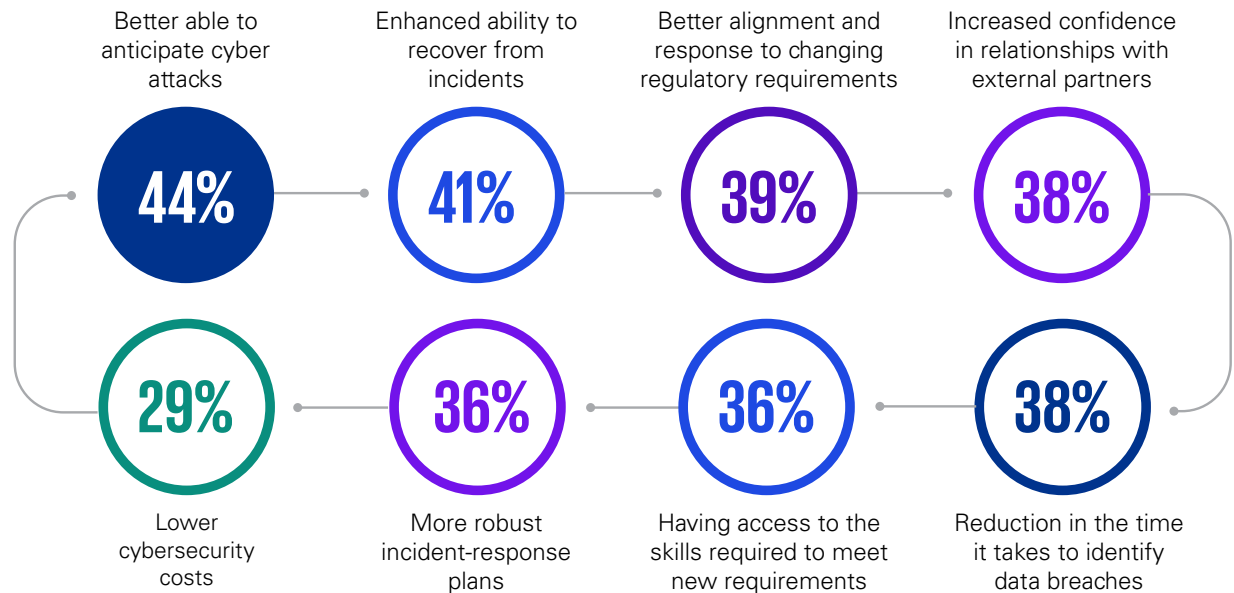 Better able to
anticipate cyber
attacks
44%
Enhanced ability to
recover from
incidents
41%
Better alignment and
response to changing
regulatory requirements
39%
Increased confidence
in relationships with
external partners
38%
38%
Reduction in the time
it takes to identify
data breaches
36%
Having access to the
skills required to meet
new requirements
36%
More robust
incident-response
plans
29%
Lower
cybersecurity
costs